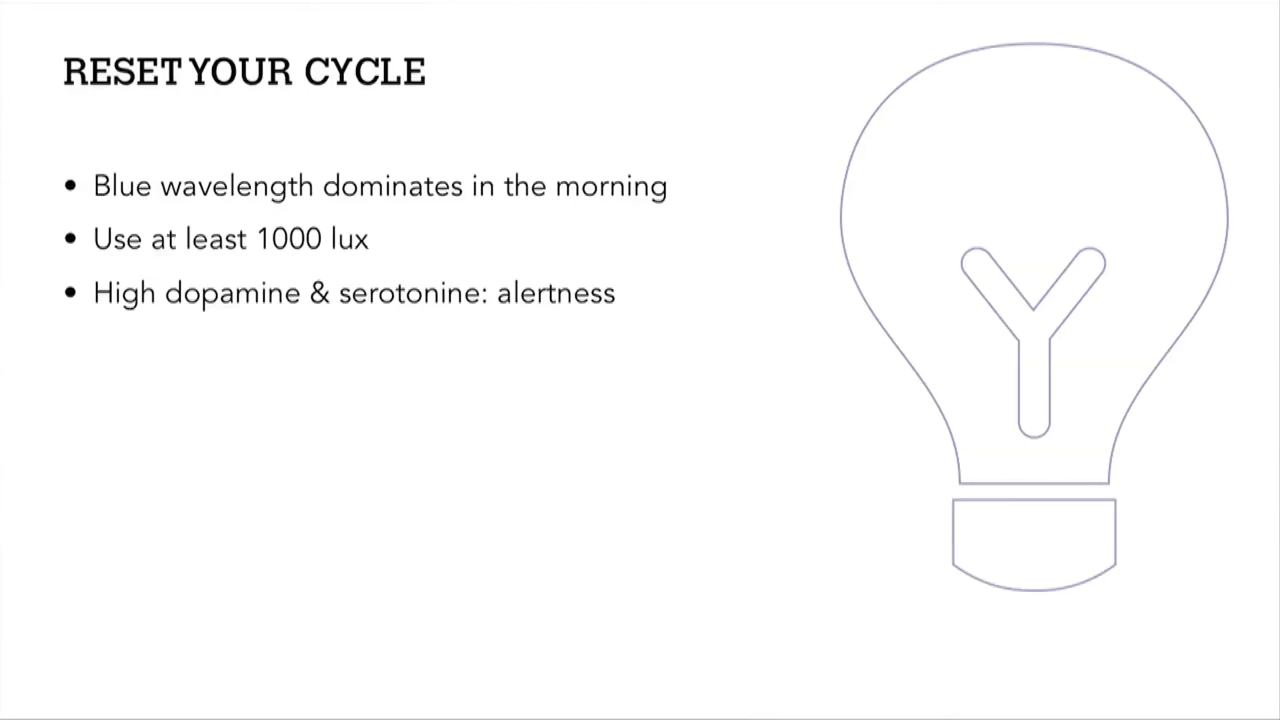 RESET YOUR CYCLE
• Blue wavelength dominates in the morning
• Use at least 1000 lux
• High dopamine & serotonine: alertness